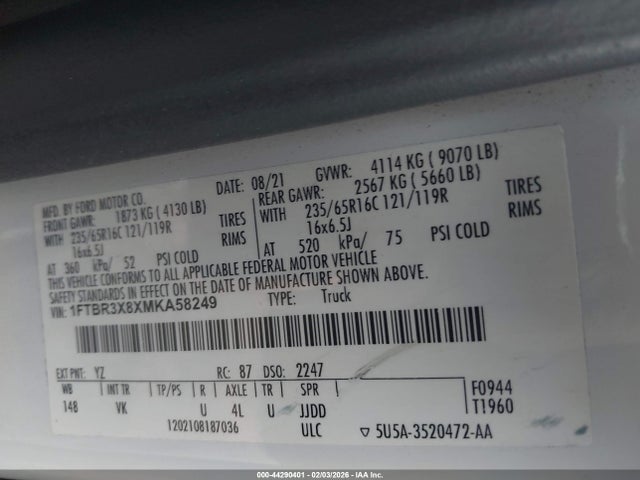 MFD. BY FORD MOTOR CO. DATE: 08/21 GVWR: 4114 KG ( 9070 LB)
FRONT GAWR: 1873 KG ( 4130 LB) REAR GAWR: 2567 KG ( 5660 LB)
WITH 235/65R16C 121/119R TIRES WITH 235/65R16C 121/119R TIRES
16x6.5J RIMS 16x6.5J RIMS
AT 360 kPa/ 52 PSI COLD AT 520 kPa/ 75 PSI COLD
THIS VEHICLE CONFORMS TO ALL APPLICABLE FEDERAL MOTOR VEHICLE
SAFETY STANDARDS IN EFFECT ON THE DATE OF MANUFACTURE SHOWN ABOVE.
VIN: 1FTBR3X8XMKA58249 TYPE: Truck
EXT PNT: YZ RC: 87 DSO: 2247
WB INT TR TP/PS R AXLE TR SPR F0944
148 VK U 4L U JJDD T1960
1202108187036 ULC ▽ 5U5A-3520472-AA
000-44290401 - 02/03/2026 - IAA Inc.